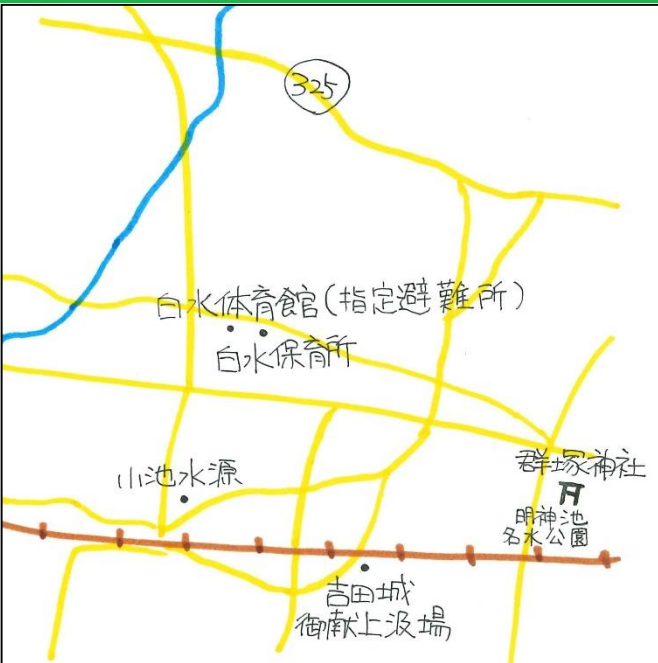 325
白水体育館(指定避難所)
白水保育所
小池水源
群塚神社
明神池
名水公園
吉田城
御献上汲場